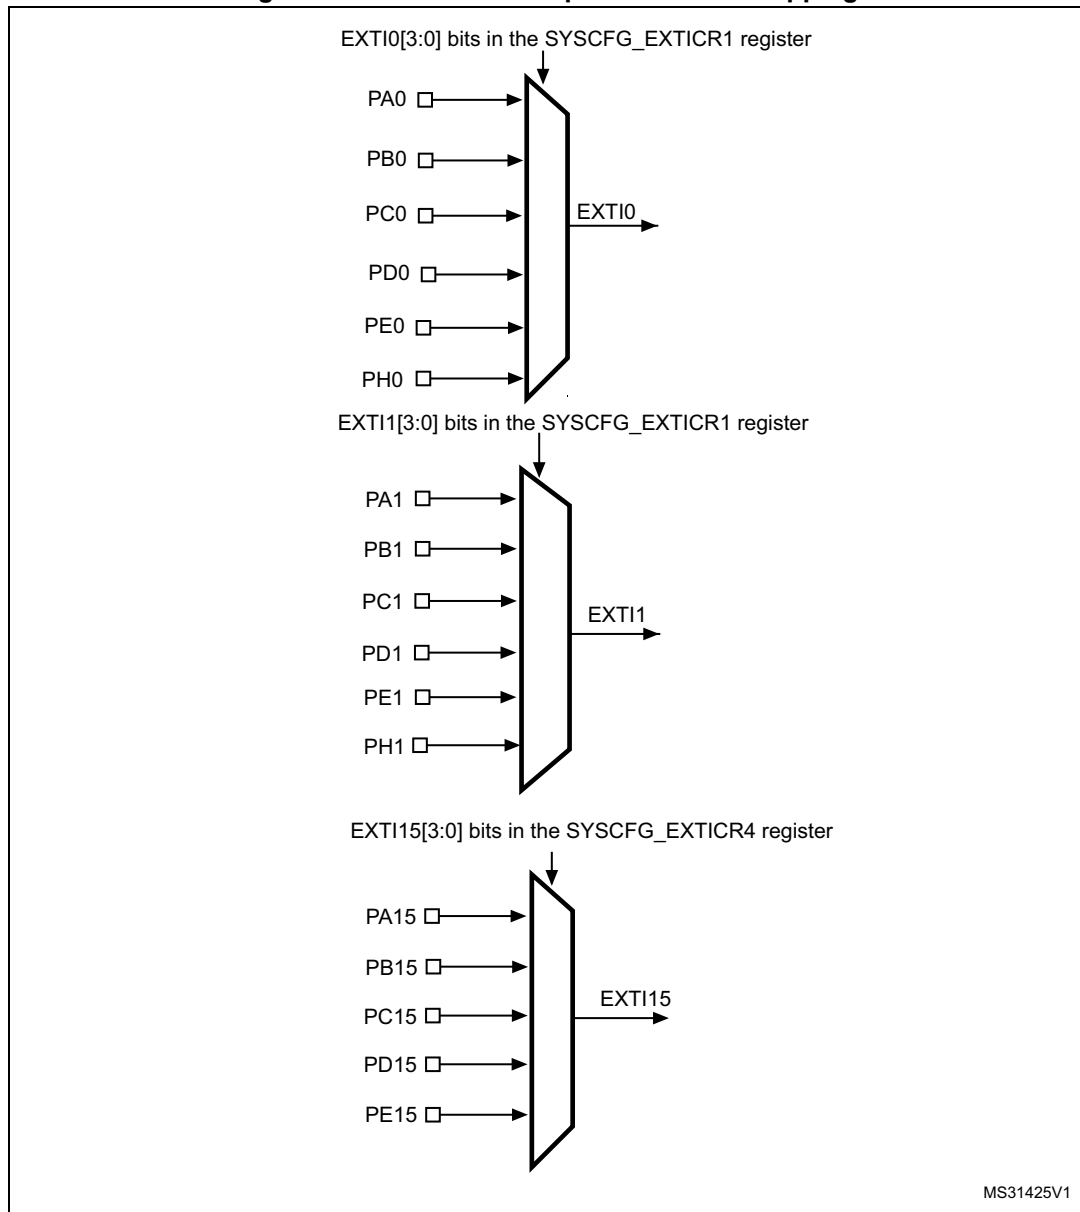 EXTI0[3:0] bits in the SYSCFG_EXTICR1 register
PA0
PB0
PC0
EXTI0
PD0
PE0
PH0
EXTI1[3:0] bits in the SYSCFG_EXTICR1 register
PA1
PB1
PC1
EXTI1
PD1
PE1
PH1
EXTI15[3:0] bits in the SYSCFG_EXTICR4 register
PA15
PB15
PC15
EXTI15
PD15
PE15
MS31425V1